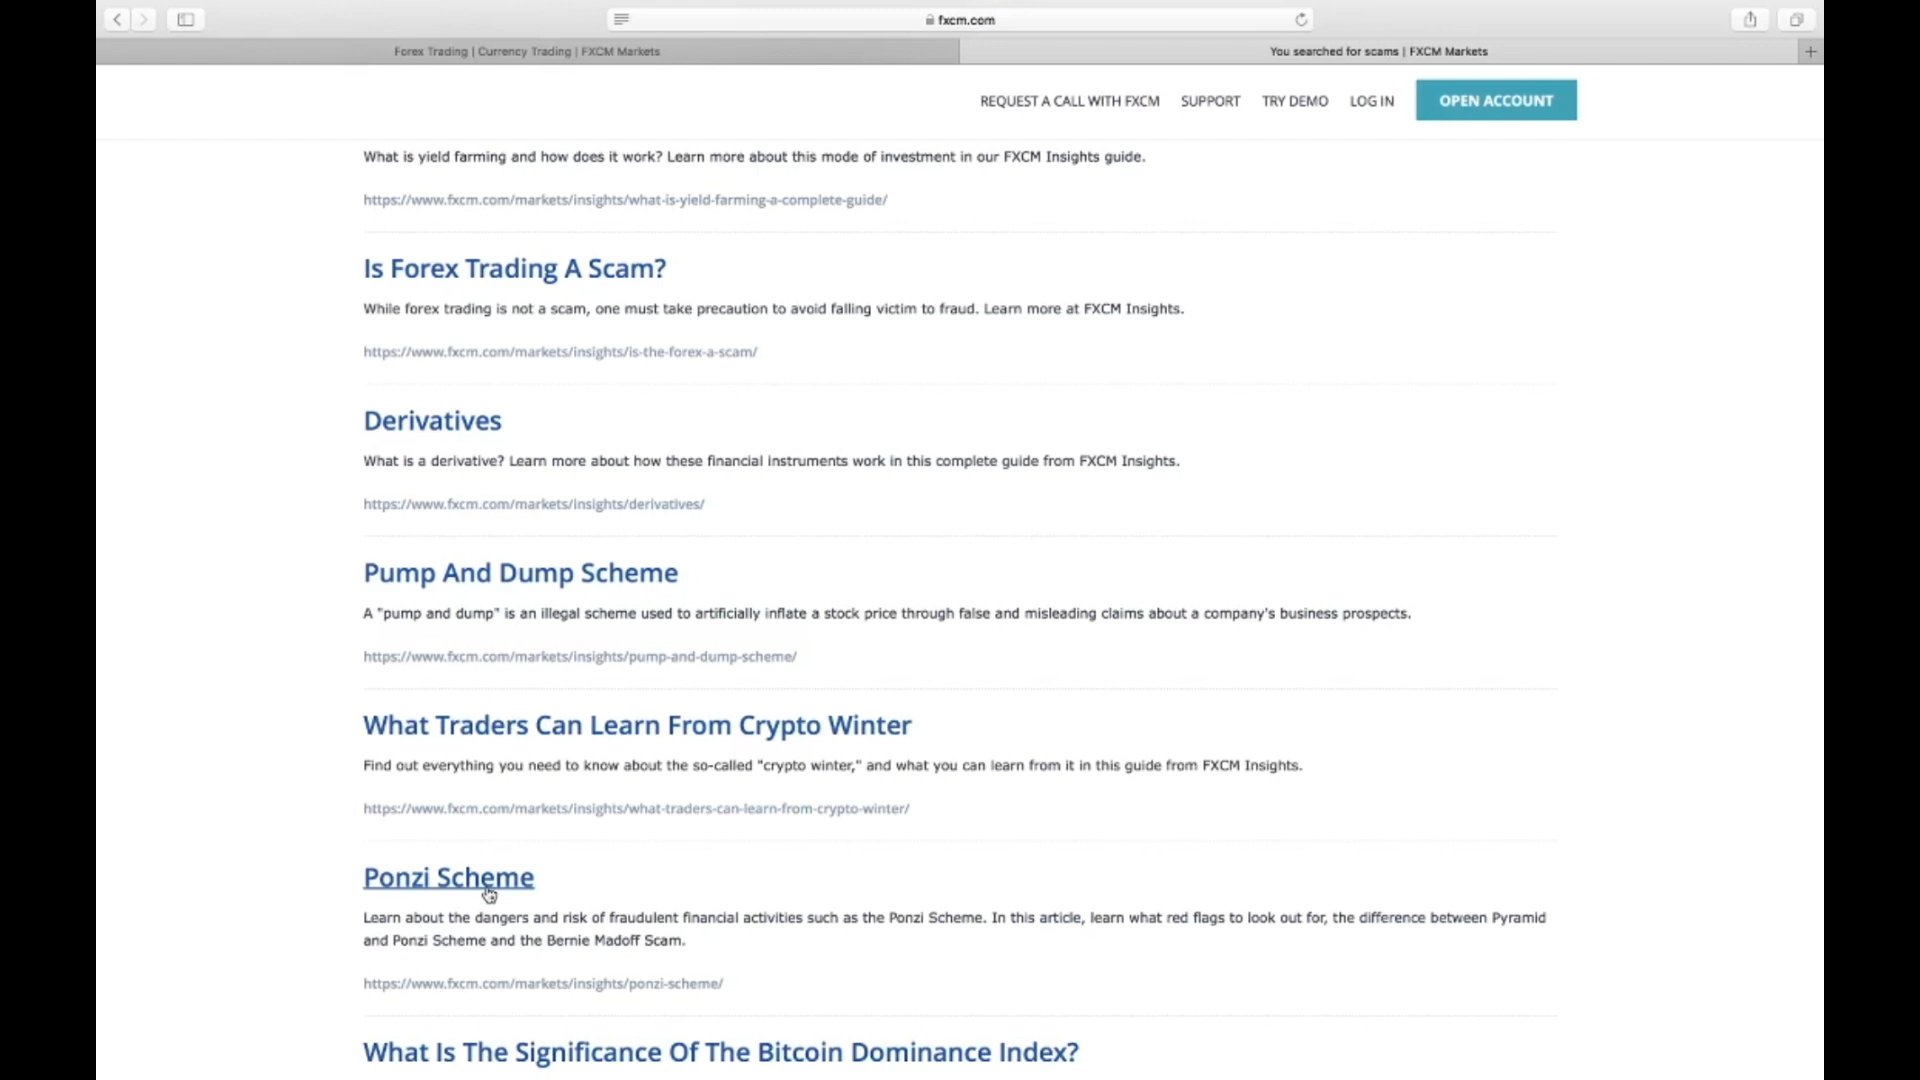 fxcm.com
Forex Trading | Currency Trading | FXCM Markets
You searched for scams | FXCM Markets
REQUEST A CALL WITH FXCM
SUPPORT
TRY DEMO
LOG IN
OPEN ACCOUNT
What is yield farming and how does it work? Learn more about this mode of investment in our FXCM Insights guide.
https://www.fxcm.com/markets/insights/what-is-yield-farming-a-complete-guide/
Is Forex Trading A Scam?
While forex trading is not a scam, one must take precaution to avoid falling victim to fraud. Learn more at FXCM Insights.
https://www.fxcm.com/markets/insights/is-the-forex-a-scam/
Derivatives
What is a derivative? Learn more about how these financial instruments work in this complete guide from FXCM Insights.
https://www.fxcm.com/markets/insights/derivatives/
Pump And Dump Scheme
A "pump and dump" is an illegal scheme used to artificially inflate a stock price through false and misleading claims about a company's business prospects.
https://www.fxcm.com/markets/insights/pump-and-dump-scheme/
What Traders Can Learn From Crypto Winter
Find out everything you need to know about the so-called "crypto winter," and what you can learn from it in this guide from FXCM Insights.
https://www.fxcm.com/markets/insights/what-traders-can-learn-from-crypto-winter/
Ponzi Scheme
Learn about the dangers and risk of fraudulent financial activities such as the Ponzi Scheme. In this article, learn what red flags to look out for, the difference between Pyramid
and Ponzi Scheme and the Bernie Madoff Scam.
https://www.fxcm.com/markets/insights/ponzi-scheme/
What Is The Significance Of The Bitcoin Dominance Index?